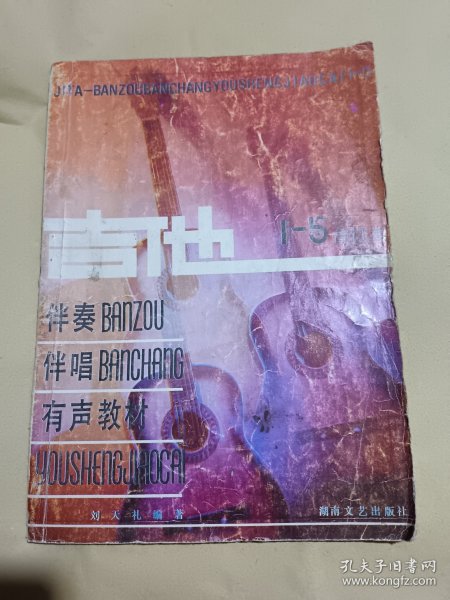 JITA-BANZOUBANCHANGYOUSHENGJIAOCAI
吉他
1-5
伴奏 BANZOU
伴唱 BANCHANG
有声教材
YOUSHENGJIAOCAI
刘天礼 编著
湖南文艺出版社
孔夫子旧书网
www.kongfz.com